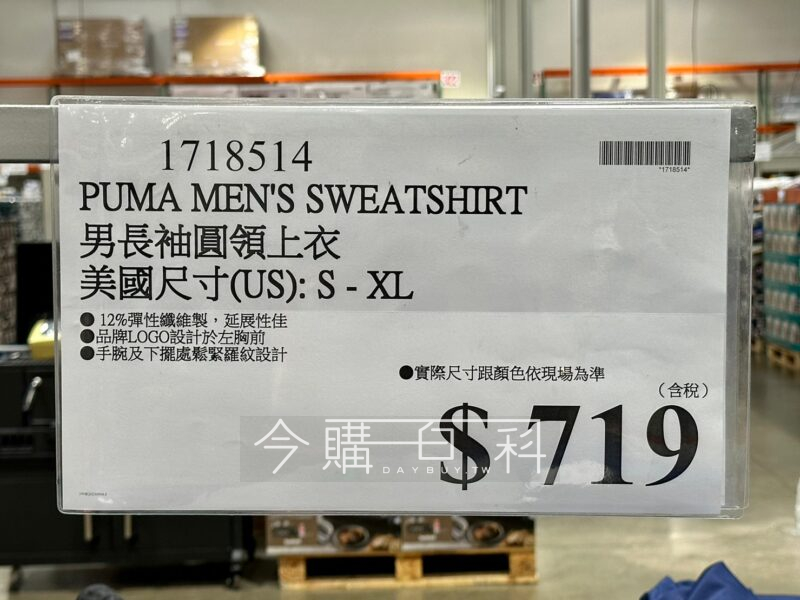 1718514
*1718514*
PUMA MEN'S SWEATSHIRT
男長袖圓領上衣
美國尺寸(US): S - XL
● 12%彈性纖維製，延展性佳
●品牌LOGO設計於左胸前
●手腕及下擺處鬆緊羅紋設計
●實際尺寸跟顏色依現場為準
（含稅）
$ 719
今購百科
DAYBUY.TW